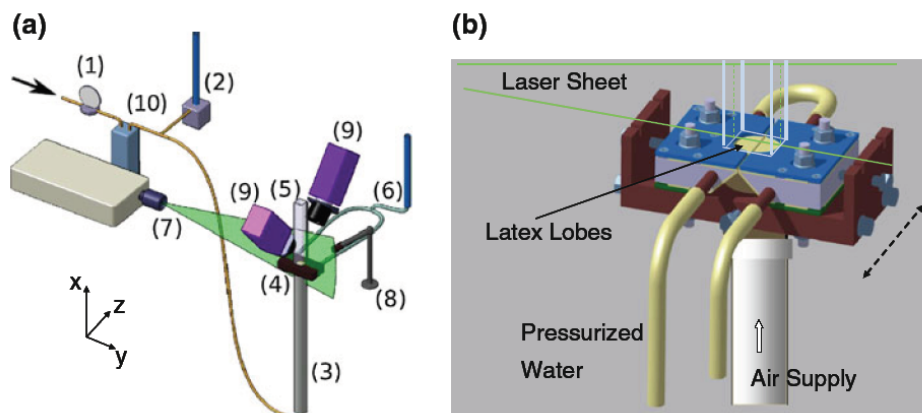 (a)
(1)
(2)
(10)
(9)
(9)
(5)
(6)
(7)
(4)
(8)
x
z
y
(3)
(b)
Laser Sheet
Latex Lobes
Pressurized
Water
Air Supply